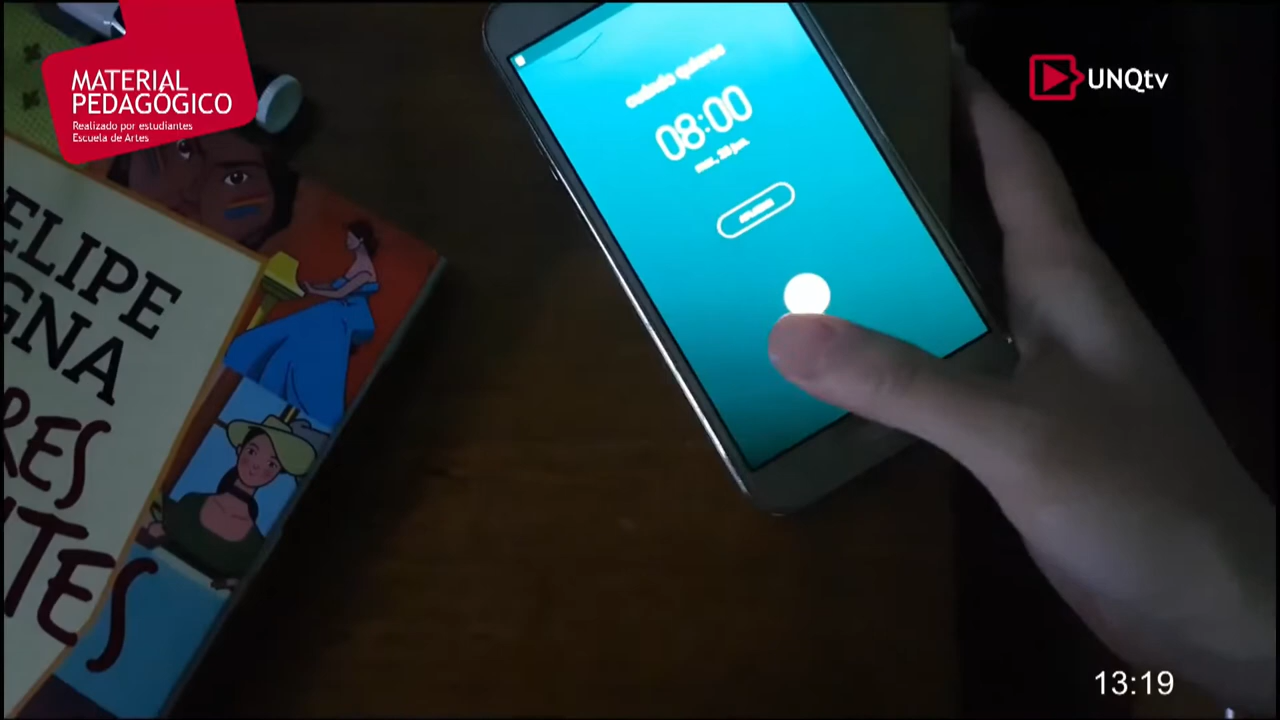 MATERIAL
PEDAGÓGICO
Realizado por estudiantes
Escuela de Artes
UNQtv
08:00
ELIPE
GNA
RES
TES
13:19